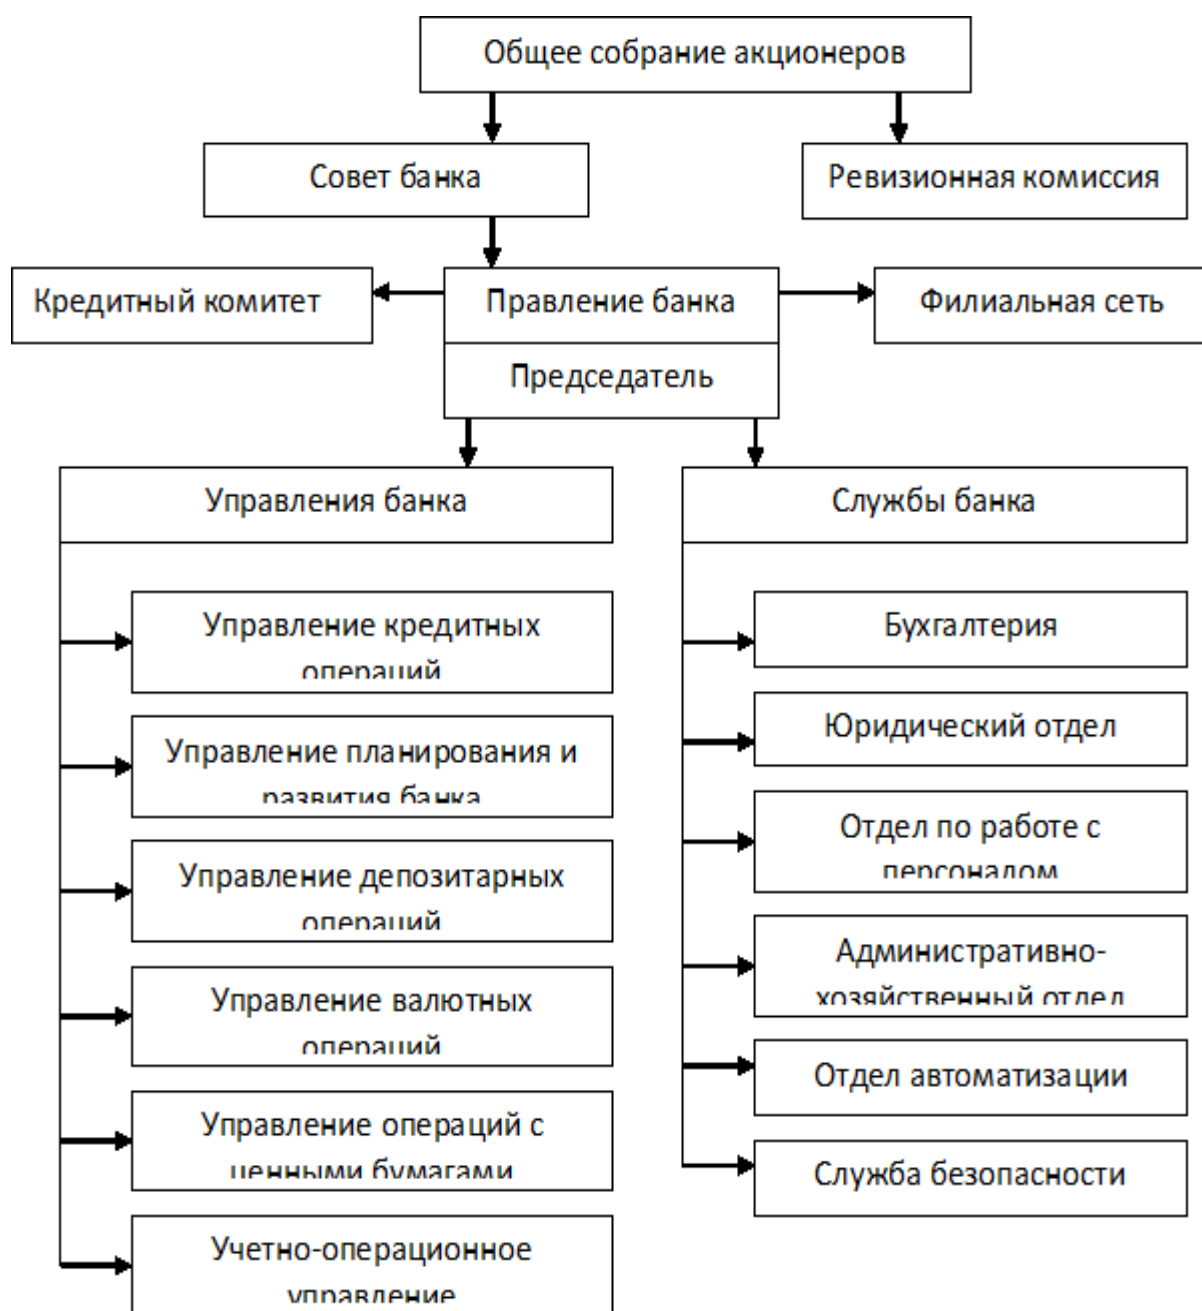 Общее собрание акционеров
Совет банка
Ревизионная комиссия
Кредитный комитет
Правление банка
Филиальная сеть
Председатель
Управления банка
Службы банка
Управление кредитных
операций
Управление планирования и
развития банка
Управление депозитарных
операций
Управление валютных
операций
Управление операций с
ценными бумагами
Учетно-операционное
управление
Бухгалтерия
Юридический отдел
Отдел по работе с
персоналом
Административно-
хозяйственный отдел
Отдел автоматизации
Служба безопасности